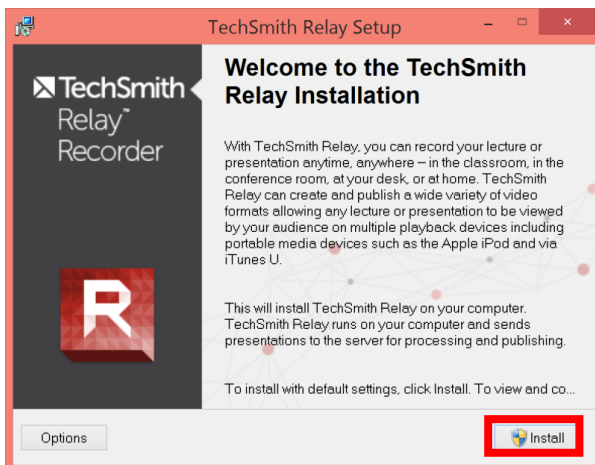 TechSmith Relay Setup
TechSmith
Relay™
Recorder
R
Welcome to the TechSmith
Relay Installation
With TechSmith Relay, you can record your lecture or
presentation anytime, anywhere – in the classroom, in the
conference room, at your desk, or at home. TechSmith
Relay can create and publish a wide variety of video
formats allowing any lecture or presentation to be viewed
by your audience on multiple playback devices including
portable media devices such as the Apple iPod and via
iTunes U.
This will install TechSmith Relay on your computer.
TechSmith Relay runs on your computer and sends
presentations to the server for processing and publishing.
To install with default settings, click Install. To view and co...
Options
Install